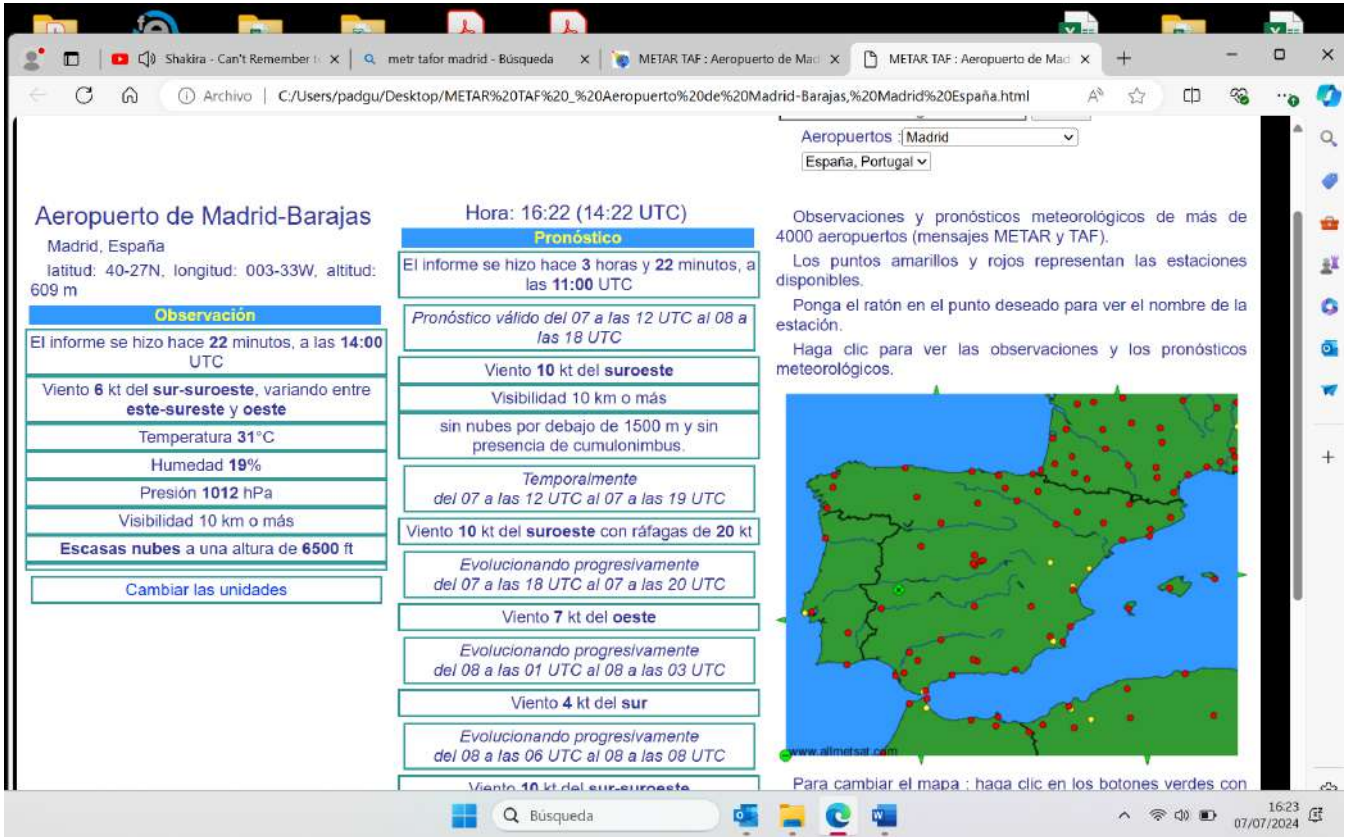 Shakira - Can't Remember t
metr tafor madrid - Búsqueda
METAR TAF : Aeropuerto de Mad
METAR TAF : Aeropuerto de Mad
Archivo
C:/Users/padgu/Desktop/METAR%20TAF%20_%20Aeropuerto%20de%20Madrid-Barajas,%20Madrid%20España.html
Aeropuertos : Madrid
España, Portugal
Aeropuerto de Madrid-Barajas
Madrid, España
latitud: 40-27N, longitud: 003-33W, altitud:
609 m
Observación
El informe se hizo hace 22 minutos, a las 14:00
UTC
Viento 6 kt del sur-suroeste, variando entre
este-sureste y oeste
Temperatura 31°C
Humedad 19%
Presión 1012 hPa
Visibilidad 10 km o más
Escasas nubes a una altura de 6500 ft
Cambiar las unidades
Hora: 16:22 (14:22 UTC)
Pronóstico
El informe se hizo hace 3 horas y 22 minutos, a
las 11:00 UTC
Pronóstico válido del 07 a las 12 UTC al 08 a
las 18 UTC
Viento 10 kt del suroeste
Visibilidad 10 km o más
sin nubes por debajo de 1500 m y sin
presencia de cumulonimbus.
Temporalmente
del 07 a las 12 UTC al 07 a las 19 UTC
Viento 10 kt del suroeste con ráfagas de 20 kt
Evolucionando progresivamente
del 07 a las 18 UTC al 07 a las 20 UTC
Viento 7 kt del oeste
Evolucionando progresivamente
del 08 a las 01 UTC al 08 a las 03 UTC
Viento 4 kt del sur
Evolucionando progresivamente
del 08 a las 06 UTC al 08 a las 08 UTC
Viento 10 kt del sur-suroeste
Observaciones y pronósticos meteorológicos de más de
4000 aeropuertos (mensajes METAR y TAF).
Los puntos amarillos y rojos representan las estaciones
disponibles.
Ponga el ratón en el punto deseado para ver el nombre de la
estación.
Haga clic para ver las observaciones y los pronósticos
meteorológicos.
www.allmetsat.com
Para cambiar el mapa : haga clic en los botones verdes con
Búsqueda
16:23
07/07/2024